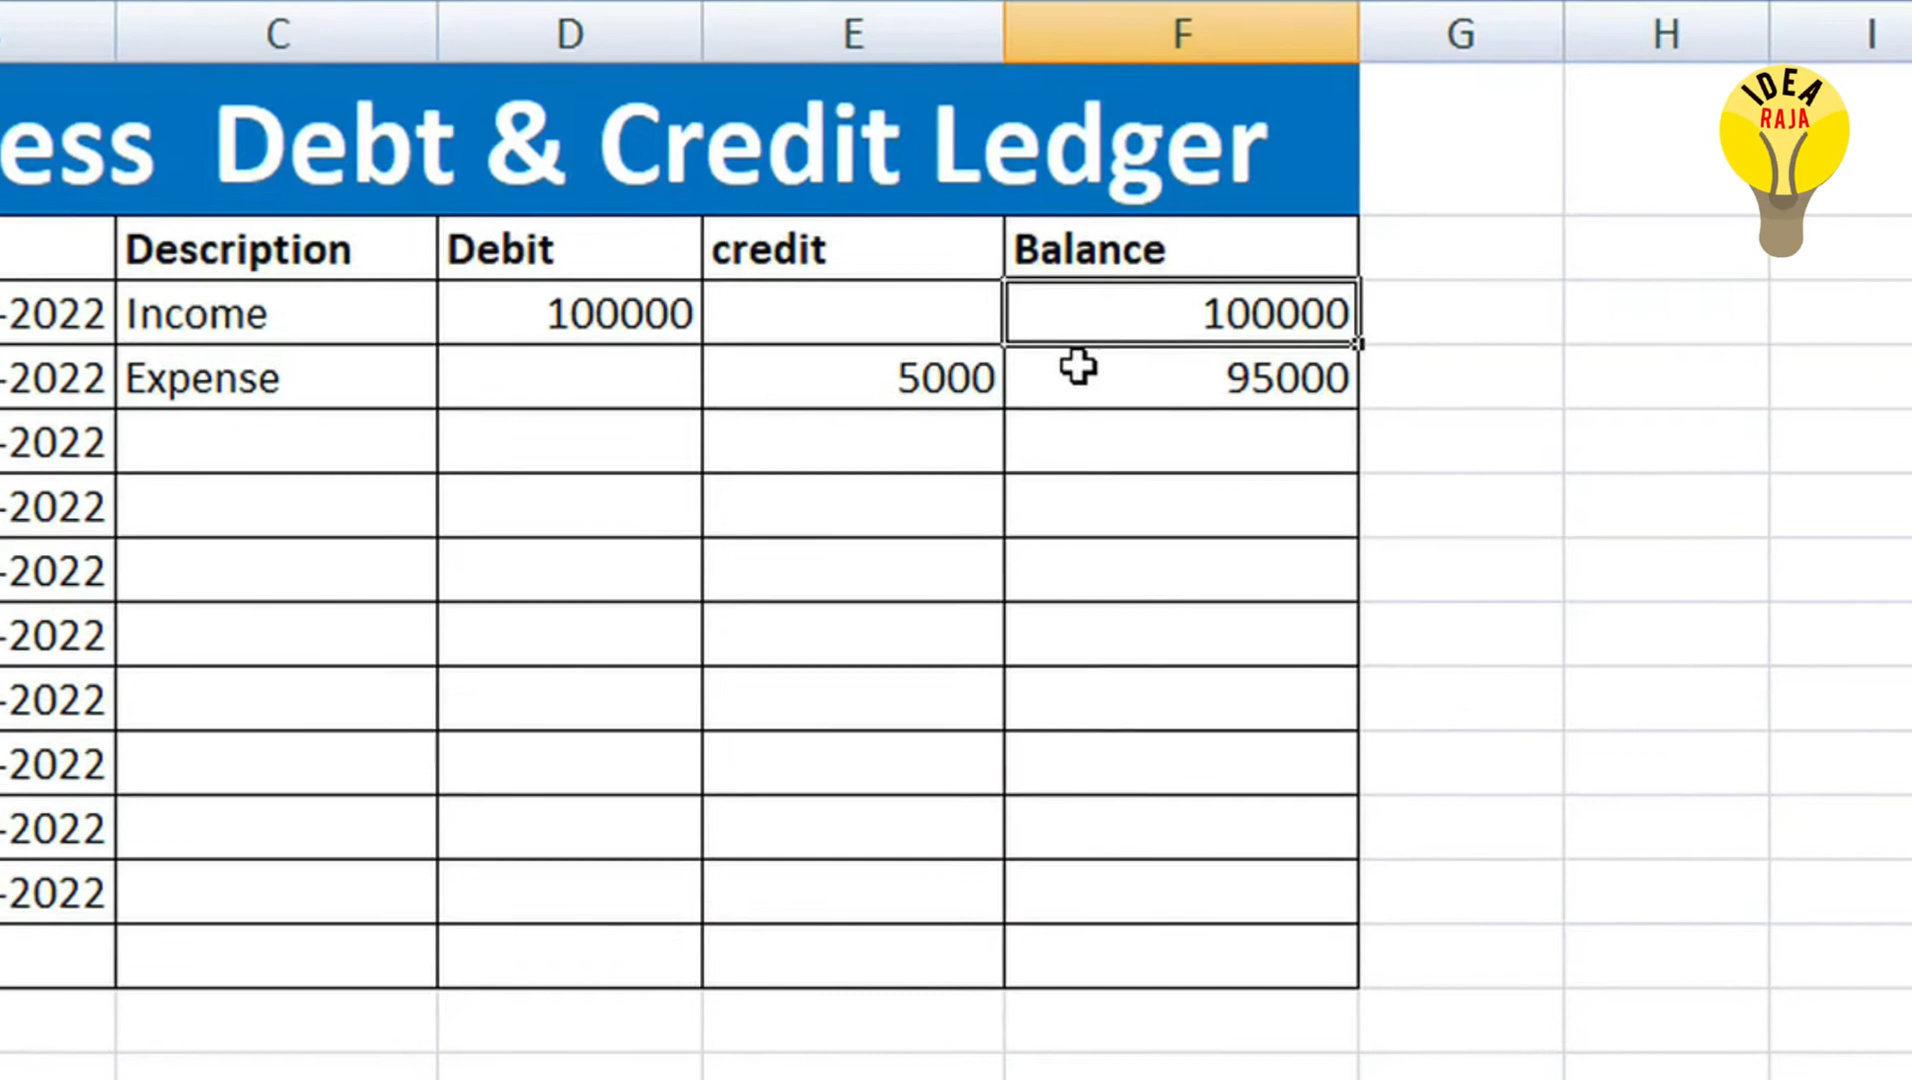 C D E F G H I
ess Debt & Credit Ledger
IDEA
RAJA
Description Debit credit Balance
-2022 Income 100000 100000
-2022 Expense 5000 95000
-2022
-2022
-2022
-2022
-2022
-2022
-2022
-2022